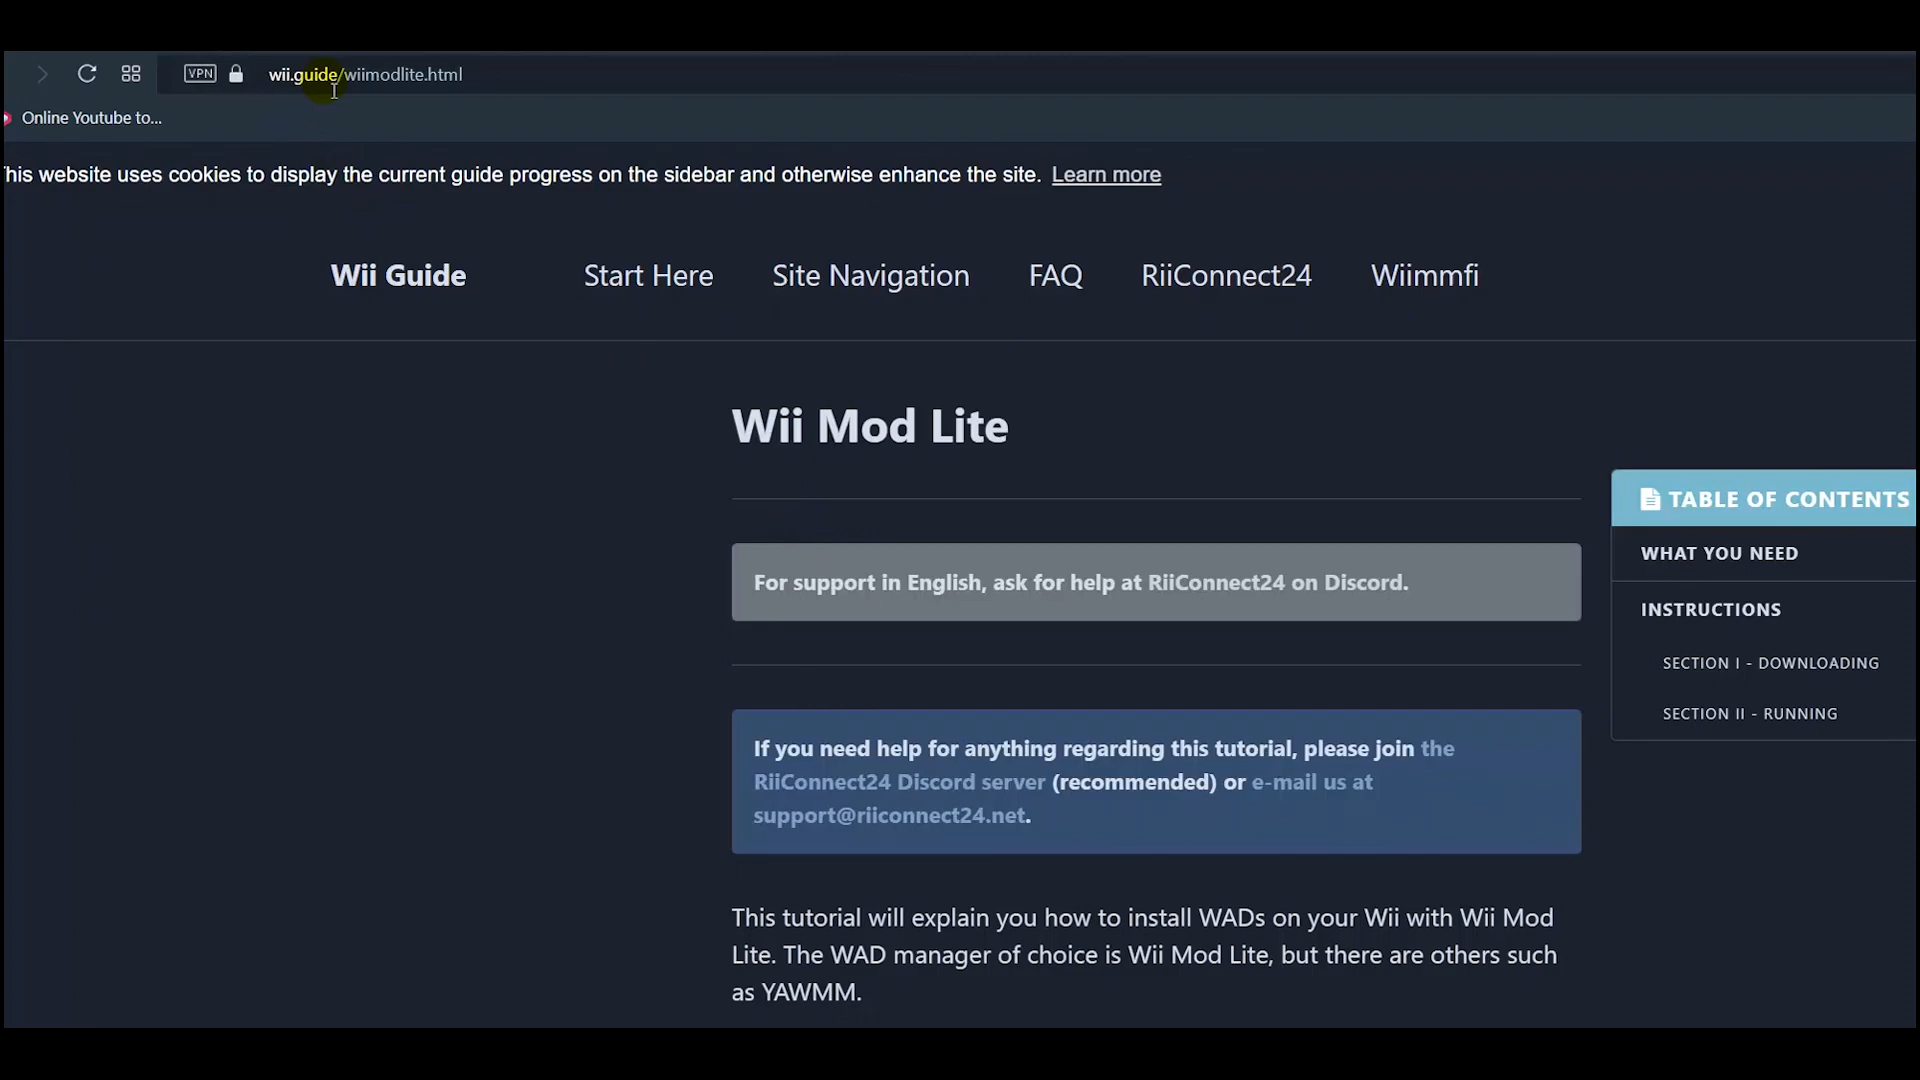 VPN wii.guide/wiimodlite.html
Online Youtube to...
his website uses cookies to display the current guide progress on the sidebar and otherwise enhance the site. Learn more
Wii Guide Start Here Site Navigation FAQ RiiConnect24 Wiimmfi
Wii Mod Lite
For support in English, ask for help at RiiConnect24 on Discord.
If you need help for anything regarding this tutorial, please join the
RiiConnect24 Discord server (recommended) or e-mail us at
support@riiconnect24.net.
This tutorial will explain you how to install WADs on your Wii with Wii Mod
Lite. The WAD manager of choice is Wii Mod Lite, but there are others such
as YAWMM.
TABLE OF CONTENTS
WHAT YOU NEED
INSTRUCTIONS
SECTION I - DOWNLOADING
SECTION II - RUNNING